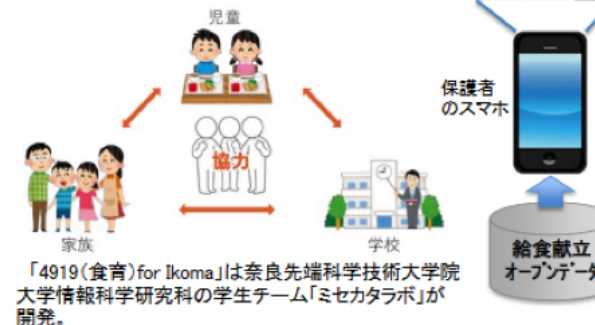 児童
協力
家族
学校
保護者
のスマホ
給食献立
オープンデータ
「4919(食育)for Ikoma」は奈良先端科学技術大学院
大学情報科学研究科の学生チーム「ミセカタラボ」が
開発。